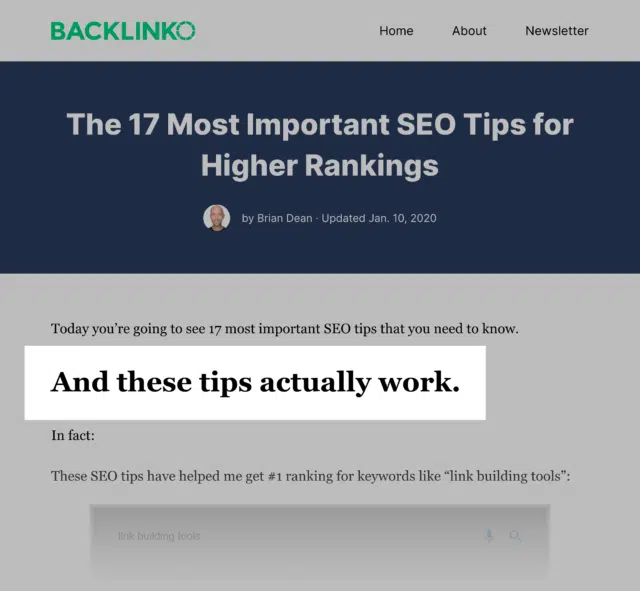 BACKLINKO
Home About Newsletter
The 17 Most Important SEO Tips for
Higher Rankings
by Brian Dean · Updated Jan. 10, 2020
Today you’re going to see 17 most important SEO tips that you need to know.
And these tips actually work.
In fact:
These SEO tips have helped me get #1 ranking for keywords like “link building tools”:
link building tools